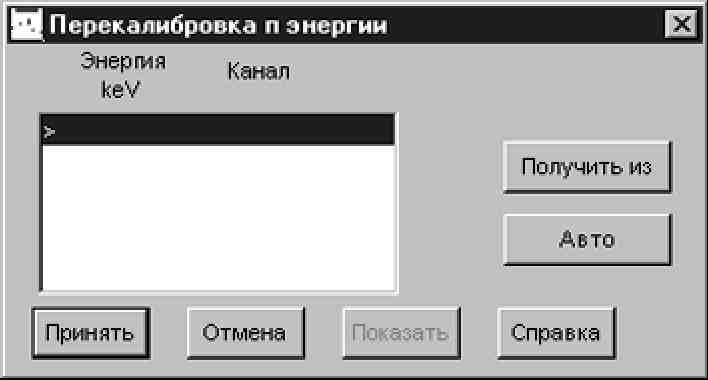 Перекалибровка п энергии
Энергия Канал
keV
>
Получить из
Авто
Принять Отмена Показать Справка